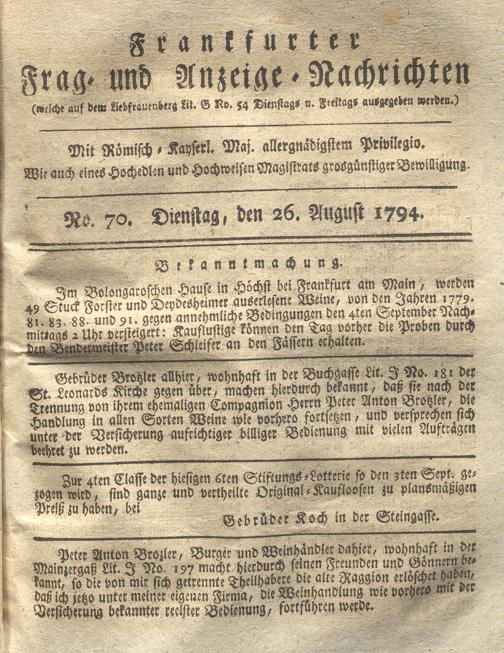 Frankfurter
Frag- und Anzeige-Nachrichten
(welche auf dem Liebfrauenberg Lit. G No. 54 Dienstags u. Freitags ausgegeben werden.)
Mit Römisch-Kayserl. Maj. allergnädigstem Privilegio.
Wie auch eines Hochedlen und Hochweisen Magistrats grosgünstiger Bewilligung.
No. 70. Dienstag, den 26. August 1794.
Bekanntmachung.
Im Bolongaroschen Hause in Höchst bei Frankfurt am Main, werden
49 Stuck Forster und Deydesheimer auserlesene Weine, von den Jahren 1779.
81. 83. 88. und 91. gegen annehmliche Bedingungen den 4ten September Nach-
mittags 2 Uhr versteigert: Kauflustige können den Tag vorher die Proben durch
den Bendermeister Peter Schleifer an den Fässern erhalten.
Gebrüder Brotzler allhier, wohnhaft in der Buchgasse Lit. J No. 181 der
St. Leonards Kirche gegen über, machen hierdurch bekannt, daß sie nach der
Trennung von ihrem ehemaligen Compagnion Herrn Peter Anton Brotzler, die
Handlung in allen Sorten Weine wie vorhero fortsetzen, und versprechen sich
unter der Versicherung aufrichtiger billiger Bedienung mit vielen Aufträgen
beehret zu werden.
Zur 4ten Classe der hiesigen 6ten Stiftungs-Lotterie so den 3ten Sept. ge-
zogen wird, sind ganze und vertheilte Original-Kaufloosen zu plansmäßigen
Preiß zu haben, bei
Gebrüder Koch in der Steingasse.
Peter Anton Brozler, Burger und Weinhändler dahier, wohnhaft in der
Mainzergaß Lit. J No. 197 macht hierdurch seinen Freunden und Gönnern be-
kannt, so die von mir sich getrennte Theilhabere die alte Raggion erlöschet haben,
daß ich jetzo unter meiner eigenen Firma, die Weinhandlung wie vorhero mit der
Versicherung bekannter reelster Bedienung, fortführen werde.